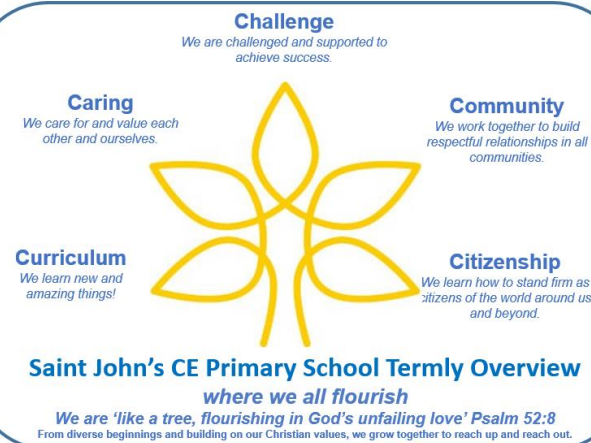 Challenge
We are challenged and supported to
achieve success.
Caring
We care for and value each
other and ourselves.
Community
We work together to build
respectful relationships in all
communities.
Curriculum
We learn new and
amazing things!
Citizenship
We learn how to stand firm as
citizens of the world around us
and beyond.
Saint John's CE Primary School Termly Overview
where we all flourish
We are 'like a tree, flourishing in God's unfailing love' Psalm 52:8
From diverse beginnings and building on our Christian values, we grow together to reach up and reach out.